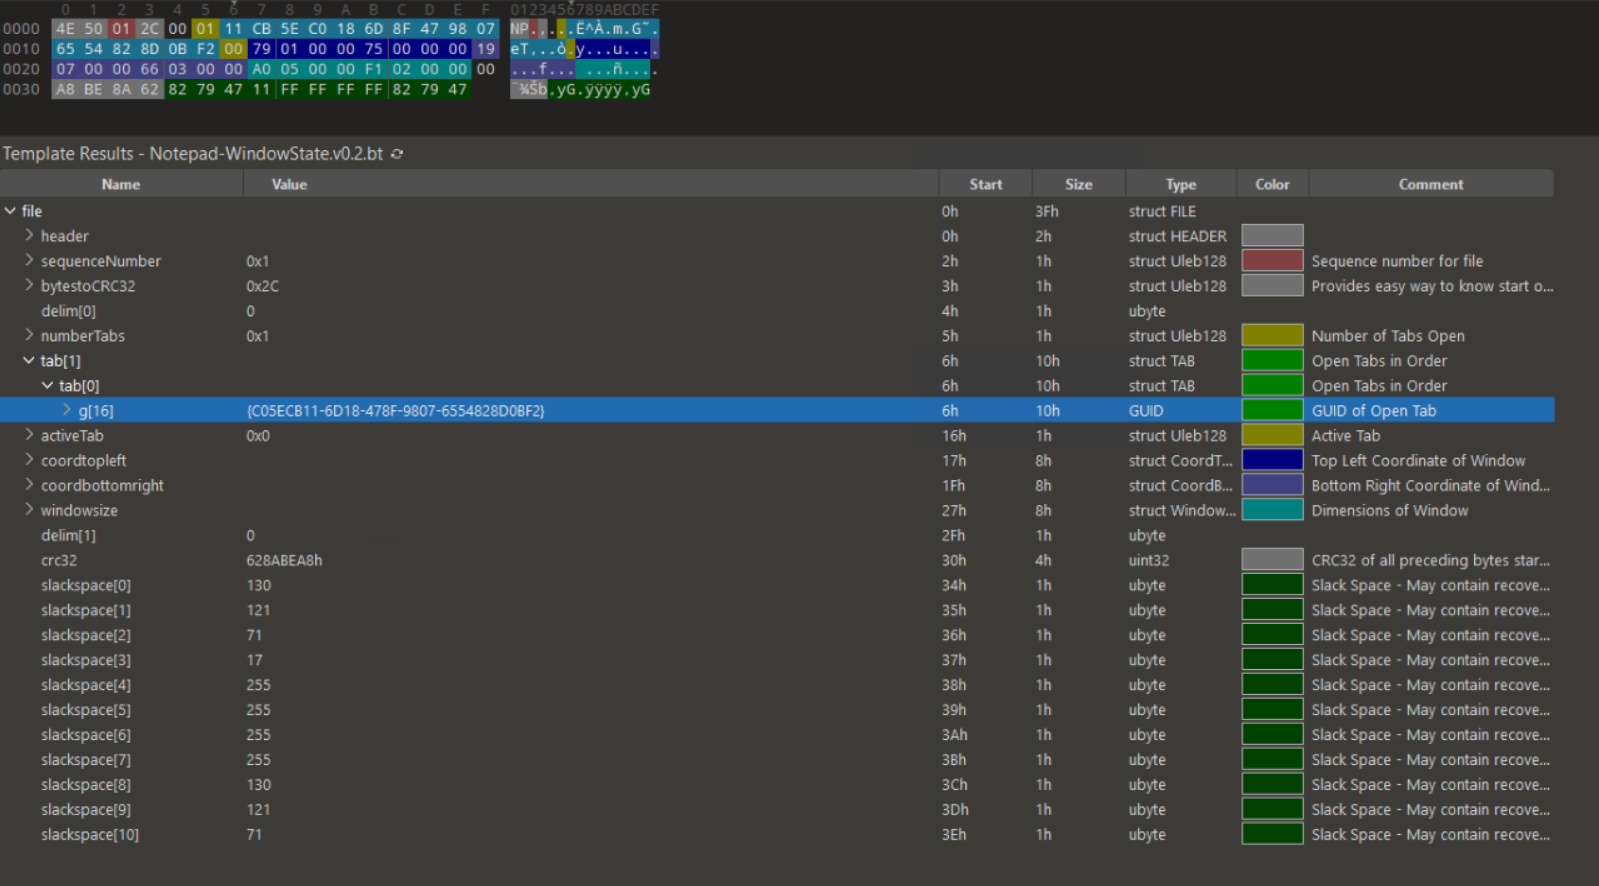 0 1 2 3 4 5 6 7 8 9 A B C D E F 0123456789ABCDEF
0000 4E 50 01 2C 00 01 11 CB 5E C0 18 6D 8F 47 98 07 NP.,...Ë^À.m.G˜.
0010 65 54 82 8D 0B F2 00 79 01 00 00 75 00 00 00 19 eT‚..ò.y...u....
0020 07 00 00 66 03 00 00 A0 05 00 00 F1 02 00 00 00 ...f... ...ñ....
0030 A8 BE 8A 62 82 79 47 11 FF FF FF FF 82 79 47 ¨¾Šb‚yG.ÿÿÿÿ‚yG
Template Results - Notepad-WindowState.v0.2.bt
Name Value Start Size Type Color Comment
file 0h 3Fh struct FILE
header 0h 2h struct HEADER
sequenceNumber 0x1 2h 1h struct Uleb128 Sequence number for file
bytestoCRC32 0x2C 3h 1h struct Uleb128 Provides easy way to know start o...
delim[0] 0 4h 1h ubyte
numberTabs 0x1 5h 1h struct Uleb128 Number of Tabs Open
tab[1] 6h 10h struct TAB Open Tabs in Order
tab[0] 6h 10h struct TAB Open Tabs in Order
g[16] {C05ECB11-6D18-478F-9807-6554828D0BF2} 6h 10h GUID GUID of Open Tab
activeTab 0x0 16h 1h struct Uleb128 Active Tab
coordtopleft 17h 8h struct CoordT... Top Left Coordinate of Window
coordbottomright 1Fh 8h struct CoordB... Bottom Right Coordinate of Wind...
windowsize 27h 8h struct Window... Dimensions of Window
delim[1] 0 2Fh 1h ubyte
crc32 628ABEA8h 30h 4h uint32 CRC32 of all preceding bytes star...
slackspace[0] 130 34h 1h ubyte Slack Space - May contain recove...
slackspace[1] 121 35h 1h ubyte Slack Space - May contain recove...
slackspace[2] 71 36h 1h ubyte Slack Space - May contain recove...
slackspace[3] 17 37h 1h ubyte Slack Space - May contain recove...
slackspace[4] 255 38h 1h ubyte Slack Space - May contain recove...
slackspace[5] 255 39h 1h ubyte Slack Space - May contain recove...
slackspace[6] 255 3Ah 1h ubyte Slack Space - May contain recove...
slackspace[7] 255 3Bh 1h ubyte Slack Space - May contain recove...
slackspace[8] 130 3Ch 1h ubyte Slack Space - May contain recove...
slackspace[9] 121 3Dh 1h ubyte Slack Space - May contain recove...
slackspace[10] 71 3Eh 1h ubyte Slack Space - May contain recove...